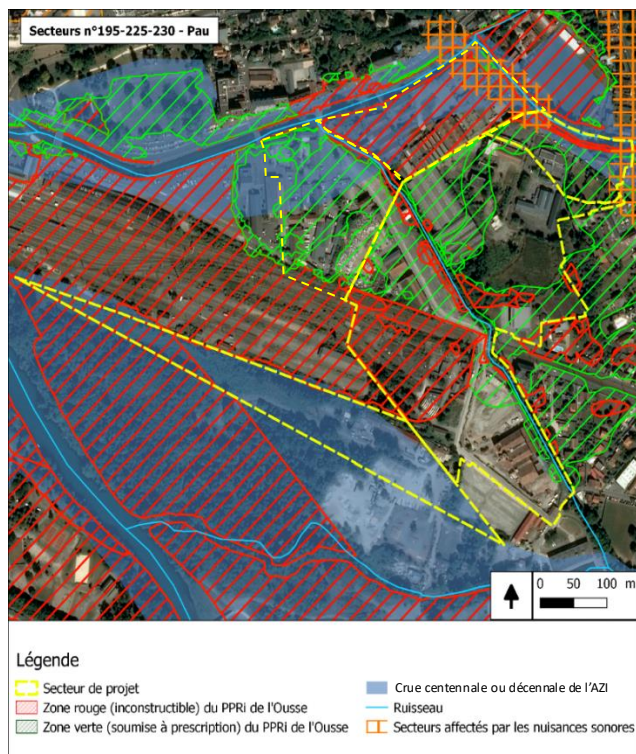 Secteurs n°195-225-230 - Pau
0 50 100 m
Légende
Secteur de projet
Zone rouge (inconstructible) du PPRi de l'Ousse
Zone verte (soumise à prescription) du PPRi de l'Ousse
Crue centennale ou décennale de l'AZI
Ruisseau
Secteurs affectés par les nuisances sonores